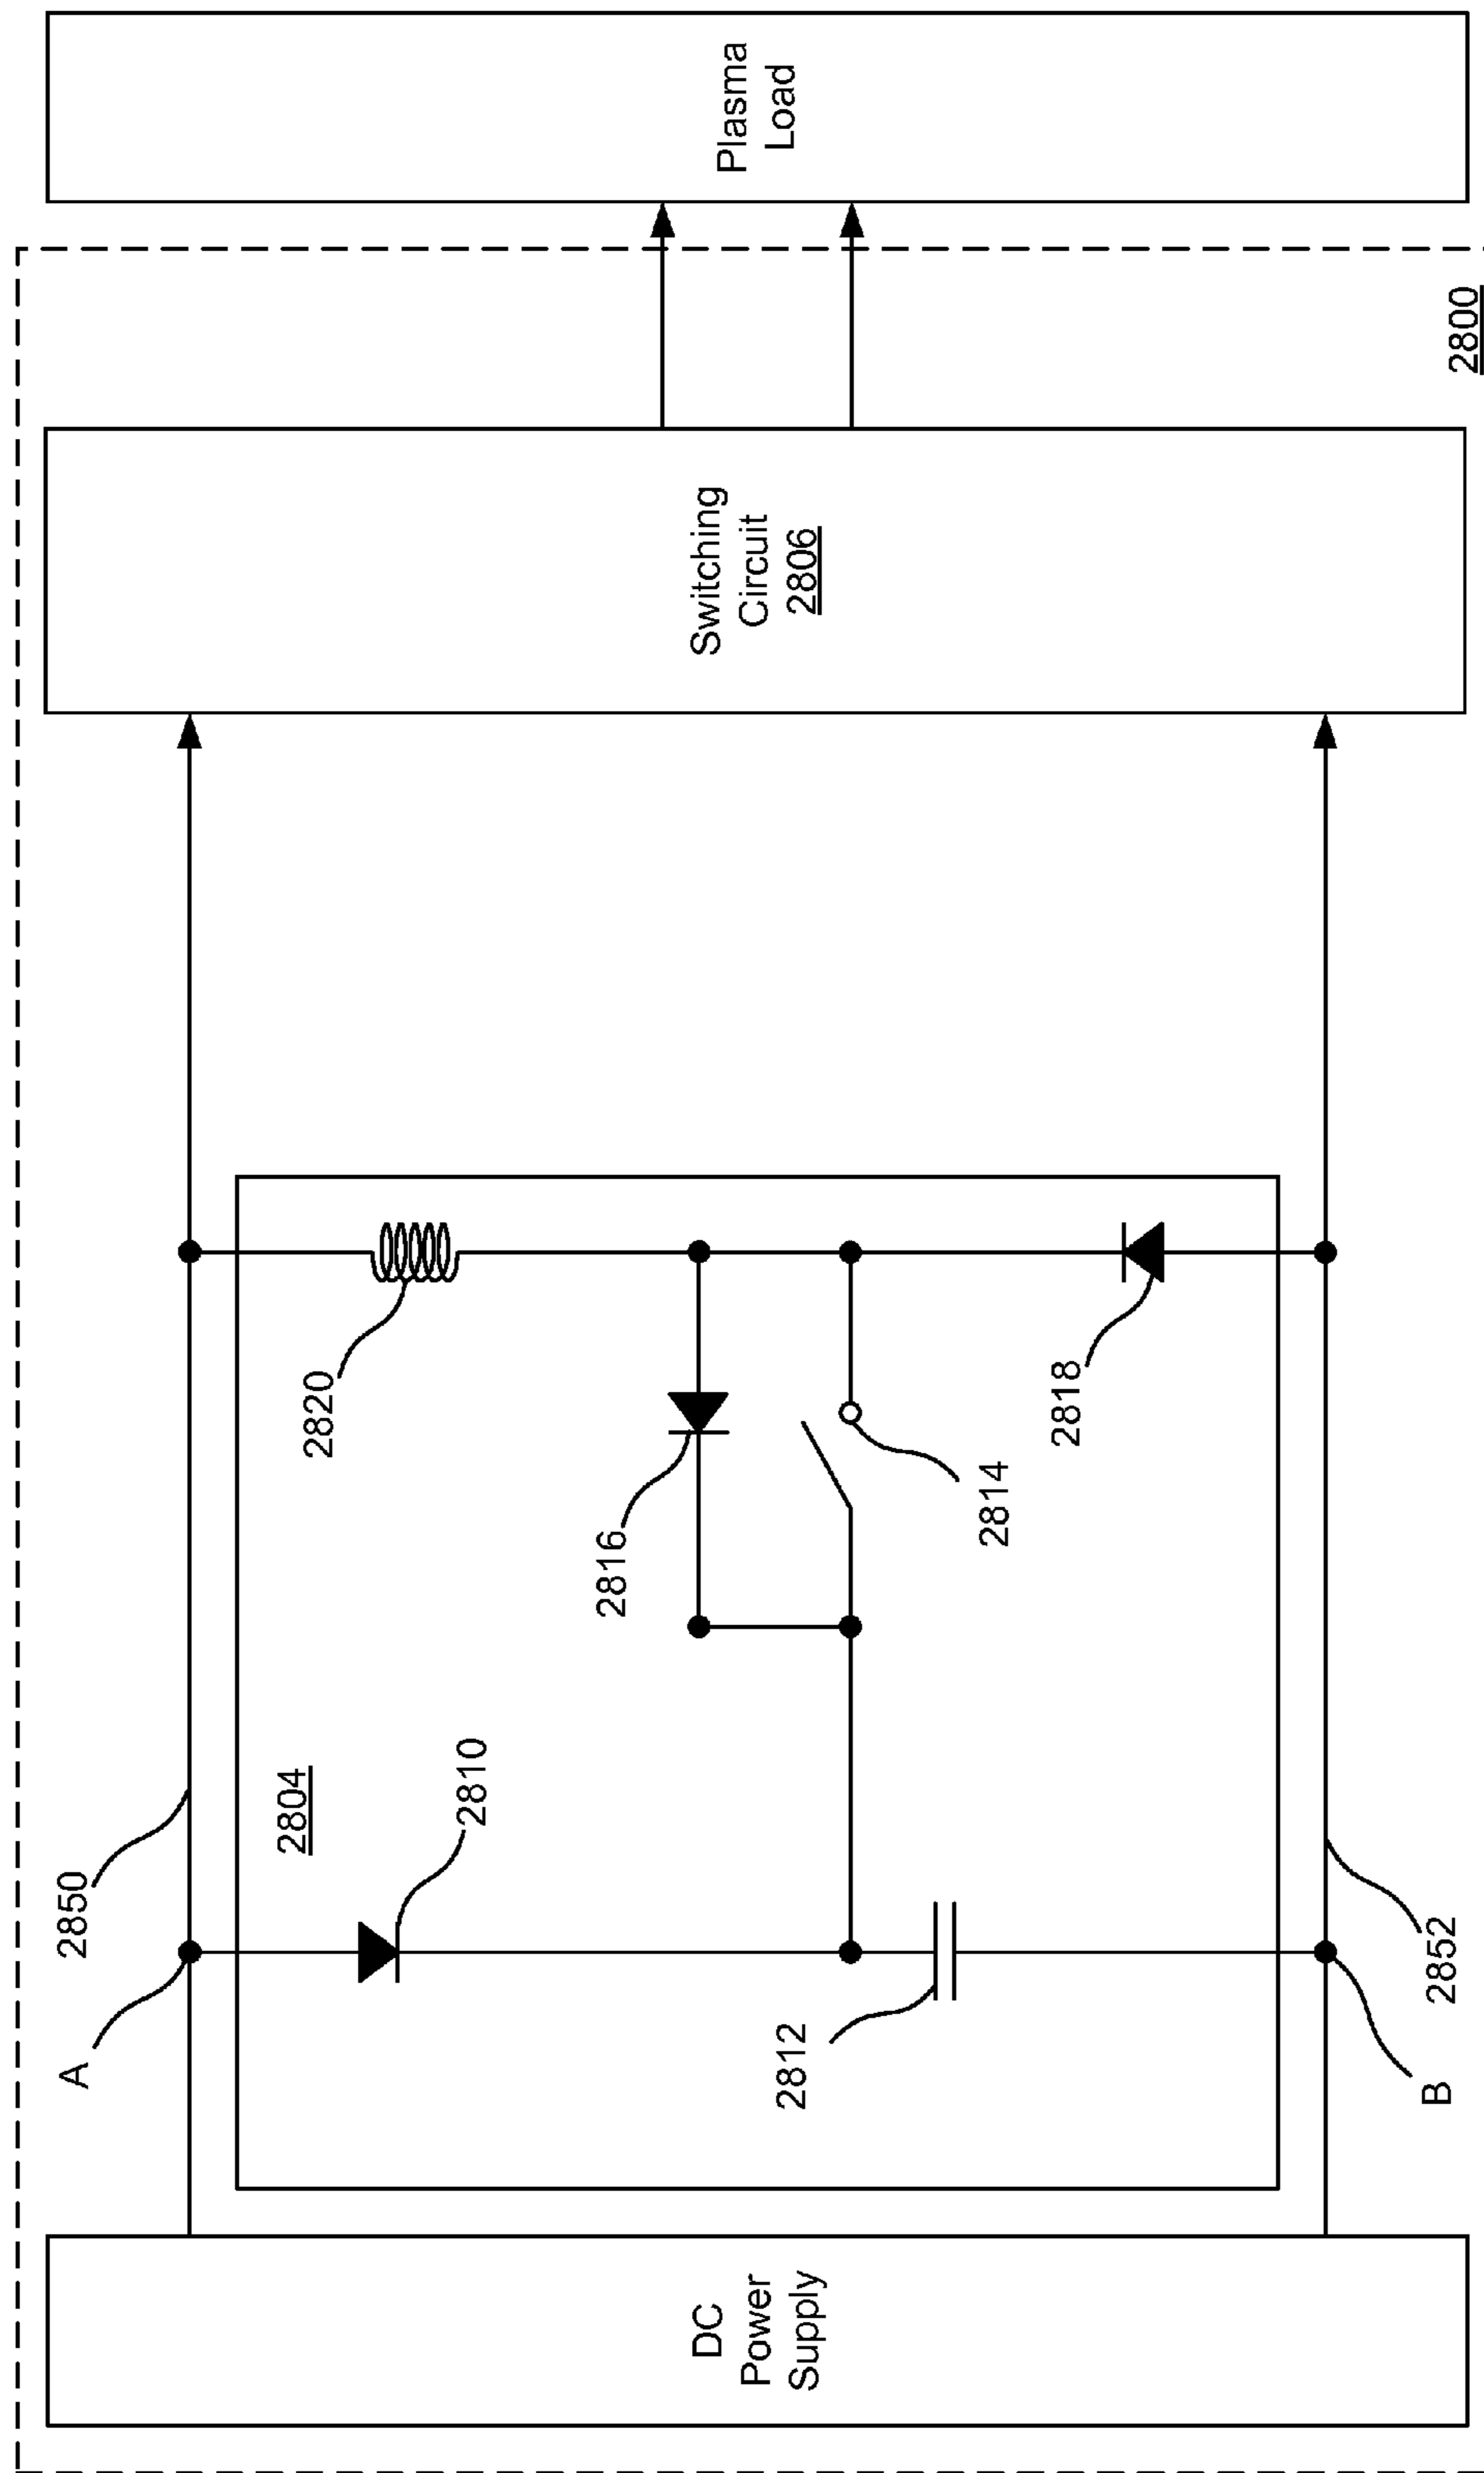 DC
Power
Supply
A
2850
2804
2810
2812
2816
2820
2814
2818
2852
B
Switching
Circuit
2806
2800
Plasma
Load